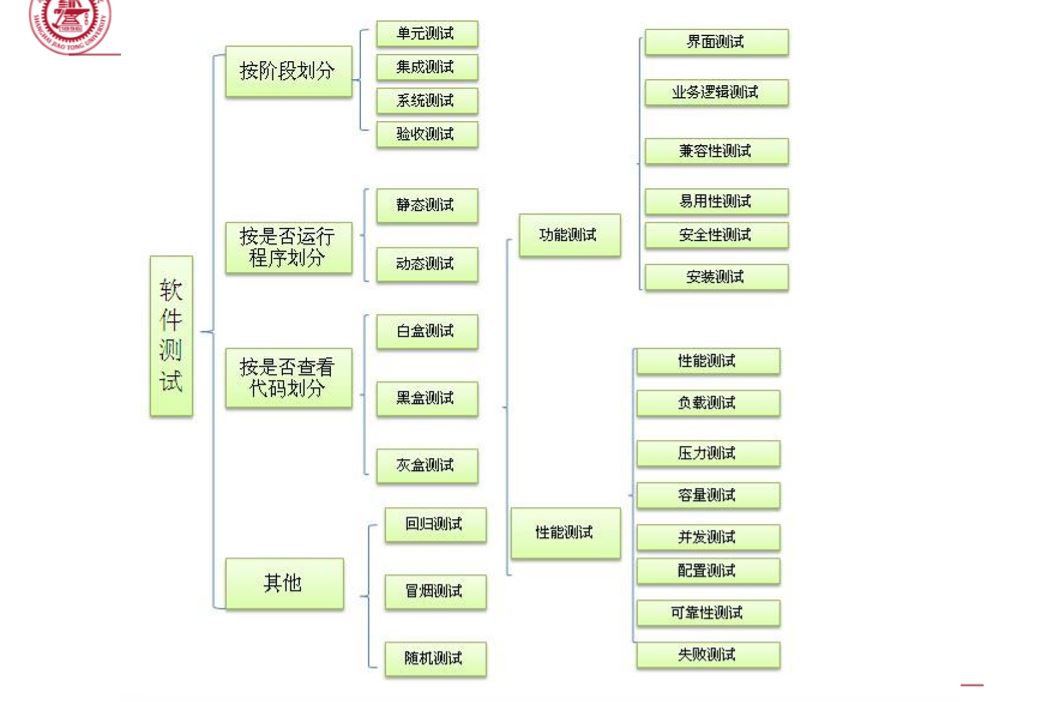 SHANGHAI JIAO TONG UNIVERSITY
软件测试
按阶段划分
单元测试
集成测试
系统测试
验收测试
按是否运行
程序划分
静态测试
动态测试
按是否查看
代码划分
白盒测试
黑盒测试
灰盒测试
其他
回归测试
冒烟测试
随机测试
功能测试
界面测试
业务逻辑测试
兼容性测试
易用性测试
安全性测试
安装测试
性能测试
性能测试
负载测试
压力测试
容量测试
并发测试
配置测试
可靠性测试
失败测试